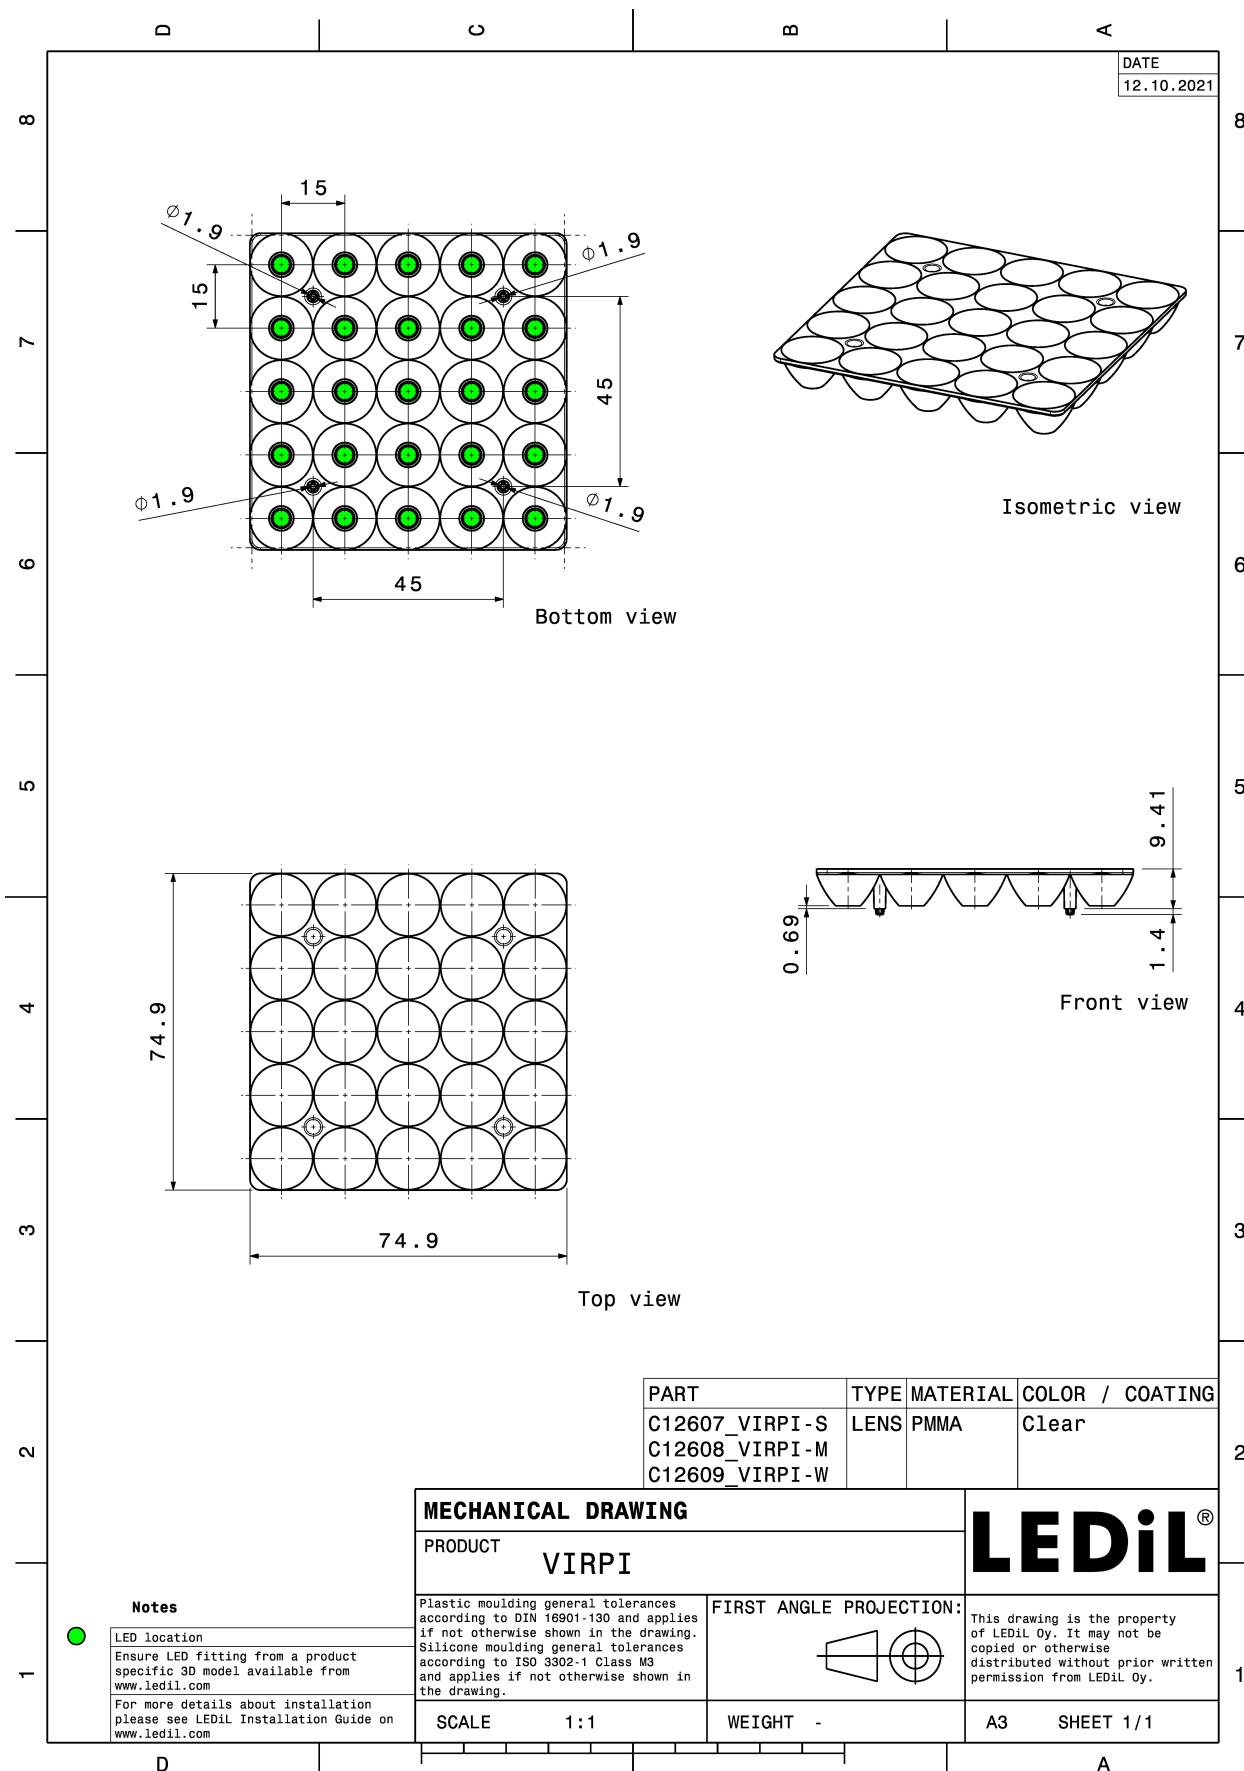 D C B A
DATE
12.10.2021
8 8
15
Ø1.9
Ø1.9
15
7 7
45
Ø1.9
Ø1.9
Isometric view
6 6
45
Bottom view
5 5
9.41
0.69
1.4
Front view
4 4
74.9
3 3
74.9
Top view
PART TYPE MATERIAL COLOR / COATING
C12607_VIRPI-S LENS PMMA Clear
C12608_VIRPI-M
C12609_VIRPI-W
2 2
MECHANICAL DRAWING
PRODUCT
VIRPI
LEDiL®
Notes
LED location
Ensure LED fitting from a product
specific 3D model available from
www.ledil.com
For more details about installation
please see LEDiL Installation Guide on
www.ledil.com
Plastic moulding general tolerances
according to DIN 16901-130 and applies
if not otherwise shown in the drawing.
Silicone moulding general tolerances
according to ISO 3302-1 Class M3
and applies if not otherwise shown in
the drawing.
FIRST ANGLE PROJECTION:
This drawing is the property
of LEDiL Oy. It may not be
copied or otherwise
distributed without prior written
permission from LEDiL Oy.
1 1
SCALE 1:1
WEIGHT -
A3 SHEET 1/1
D A